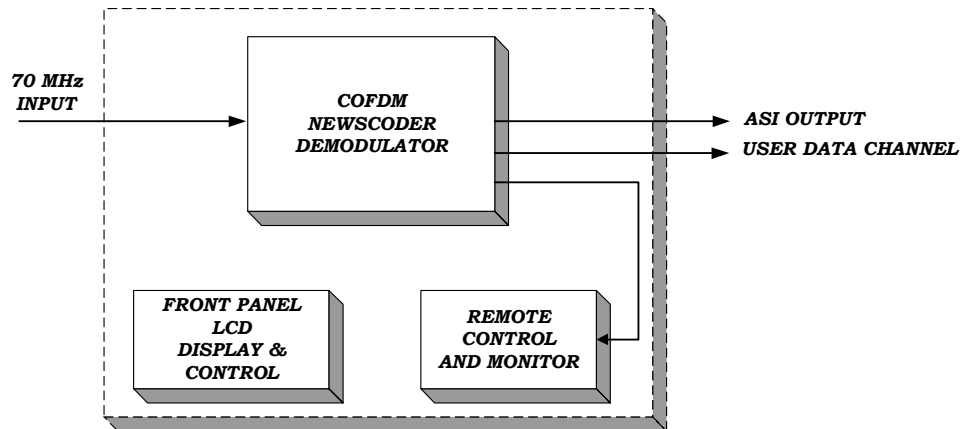 70 MHz
INPUT
COFDM
NEWSCODER
DEMODULATOR
ASI OUTPUT
USER DATA CHANNEL
FRONT PANEL
LCD
DISPLAY &
CONTROL
REMOTE
CONTROL
AND MONITOR